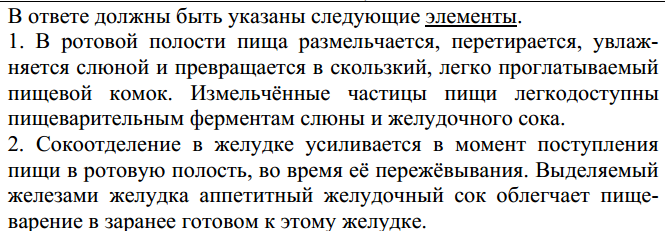 В ответе должны быть указаны следующие элементы.
1. В ротовой полости пища размельчается, перетирается, увлаж-
няется слюной и превращается в скользкий, легко проглатываемый
пищевой комок. Измельчённые частицы пищи легкодоступны
пищеварительным ферментам слюны и желудочного сока.
2. Сокоотделение в желудке усиливается в момент поступления
пищи в ротовую полость, во время её пережёвывания. Выделяемый
железами желудка аппетитный желудочный сок облегчает пище-
варение в заранее готовом к этому желудке.